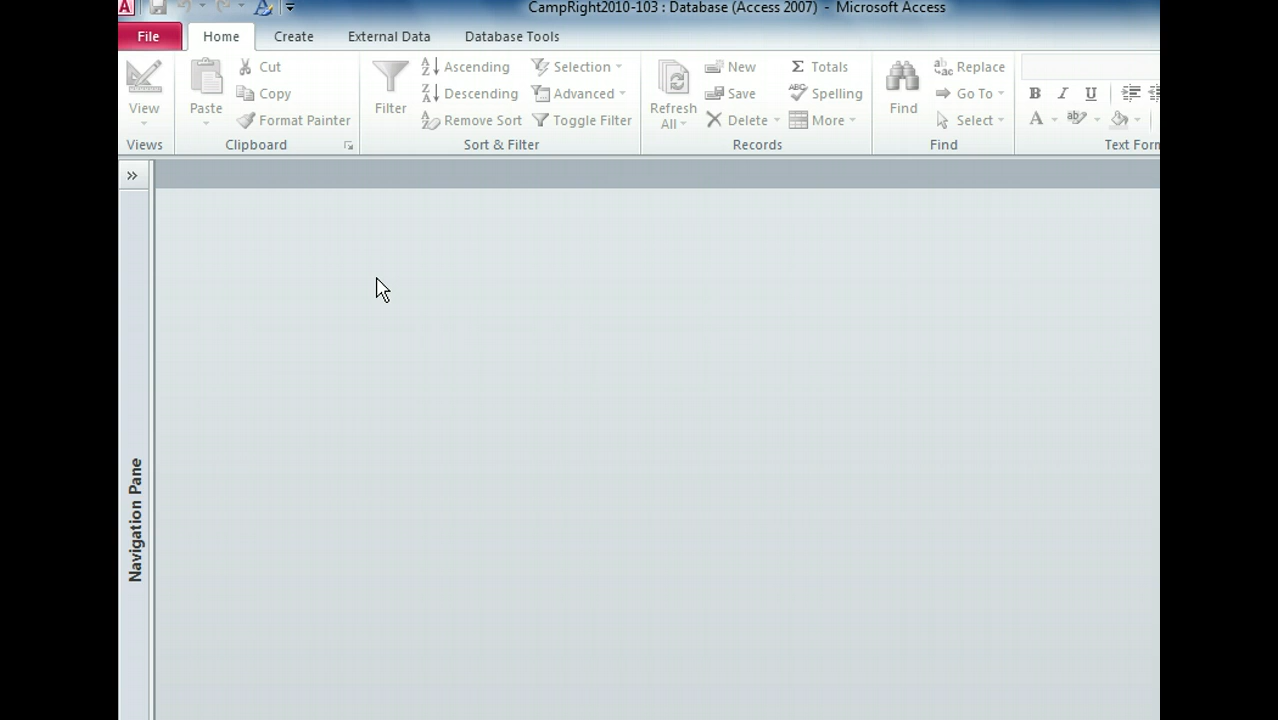 CampRight2010-103 : Database (Access 2007) - Microsoft Access
File Home Create External Data Database Tools
View Paste Cut Copy Format Painter Filter Ascending Descending Remove Sort Selection Advanced Toggle Filter Refresh All New Save Delete Totals Spelling More Find Replace Go To Select B I U A
Views Clipboard Sort & Filter Records Find Text Form
Navigation Pane